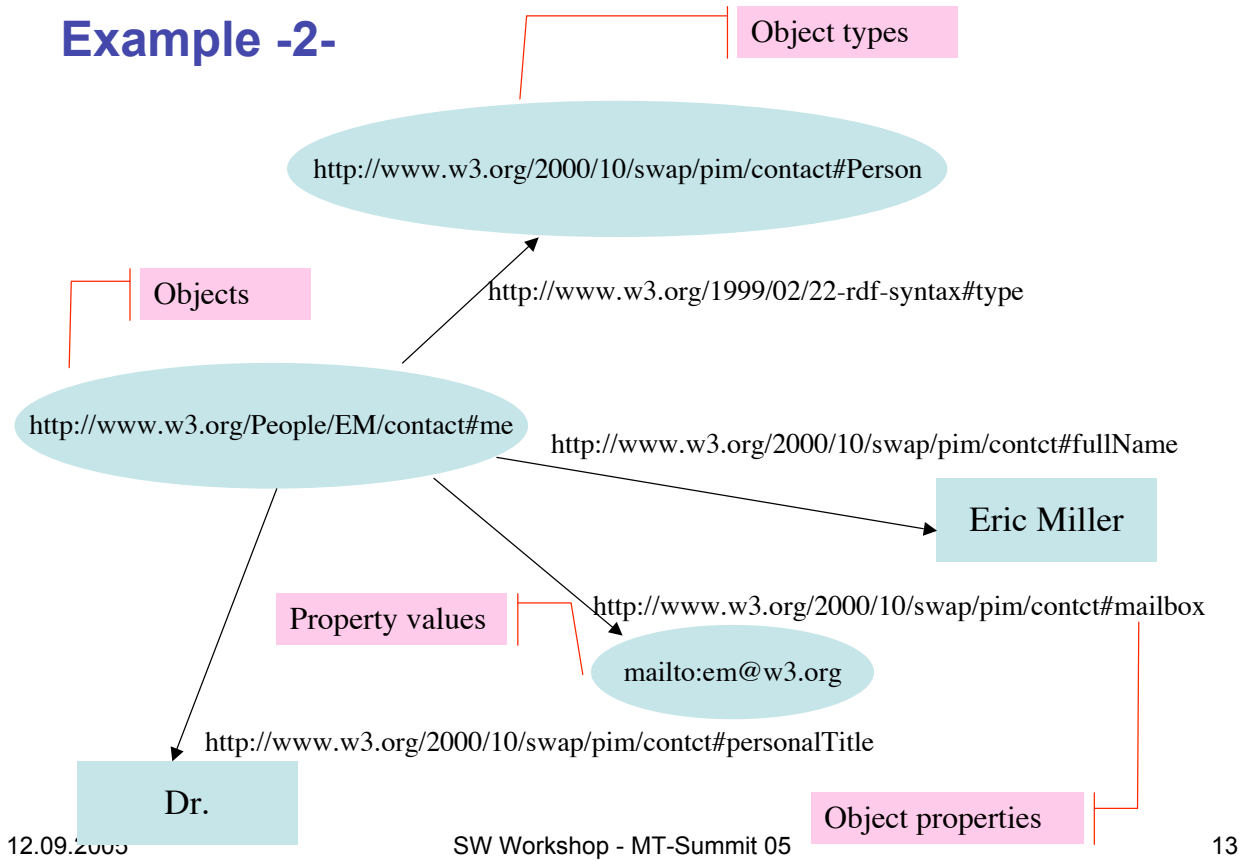 Example -2-
Object types
http://www.w3.org/2000/10/swap/pim/contact#Person
Objects
http://www.w3.org/1999/02/22-rdf-syntax#type
http://www.w3.org/People/EM/contact#me
http://www.w3.org/2000/10/swap/pim/contct#fullName
Eric Miller
Property values
http://www.w3.org/2000/10/swap/pim/contct#mailbox
mailto:em@w3.org
http://www.w3.org/2000/10/swap/pim/contct#personalTitle
Dr.
Object properties
12.09.2005
SW Workshop - MT-Summit 05
13